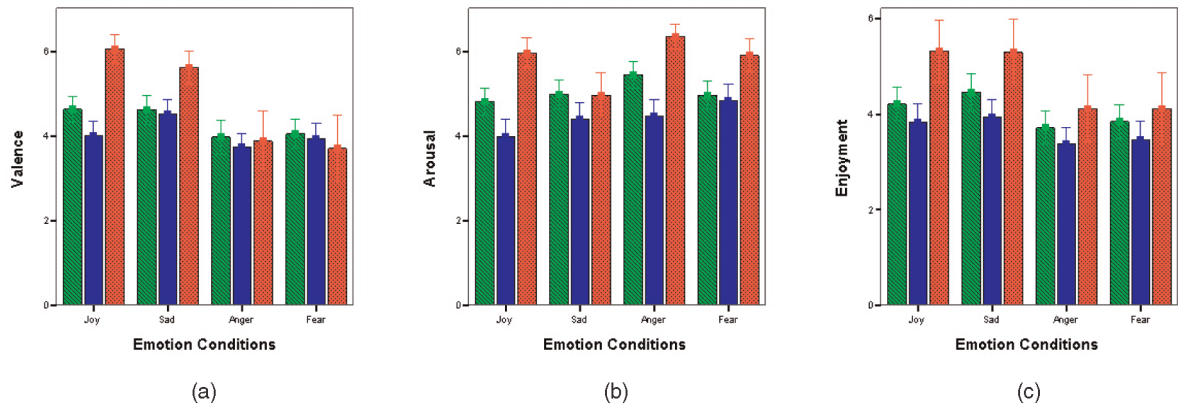 6
4
2
0
Valence
Joy Sad Anger Fear
Emotion Conditions
(a)
6
4
2
0
Arousal
Joy Sad Anger Fear
Emotion Conditions
(b)
6
4
2
0
Enjoyment
Joy Sad Anger Fear
Emotion Conditions
(c)